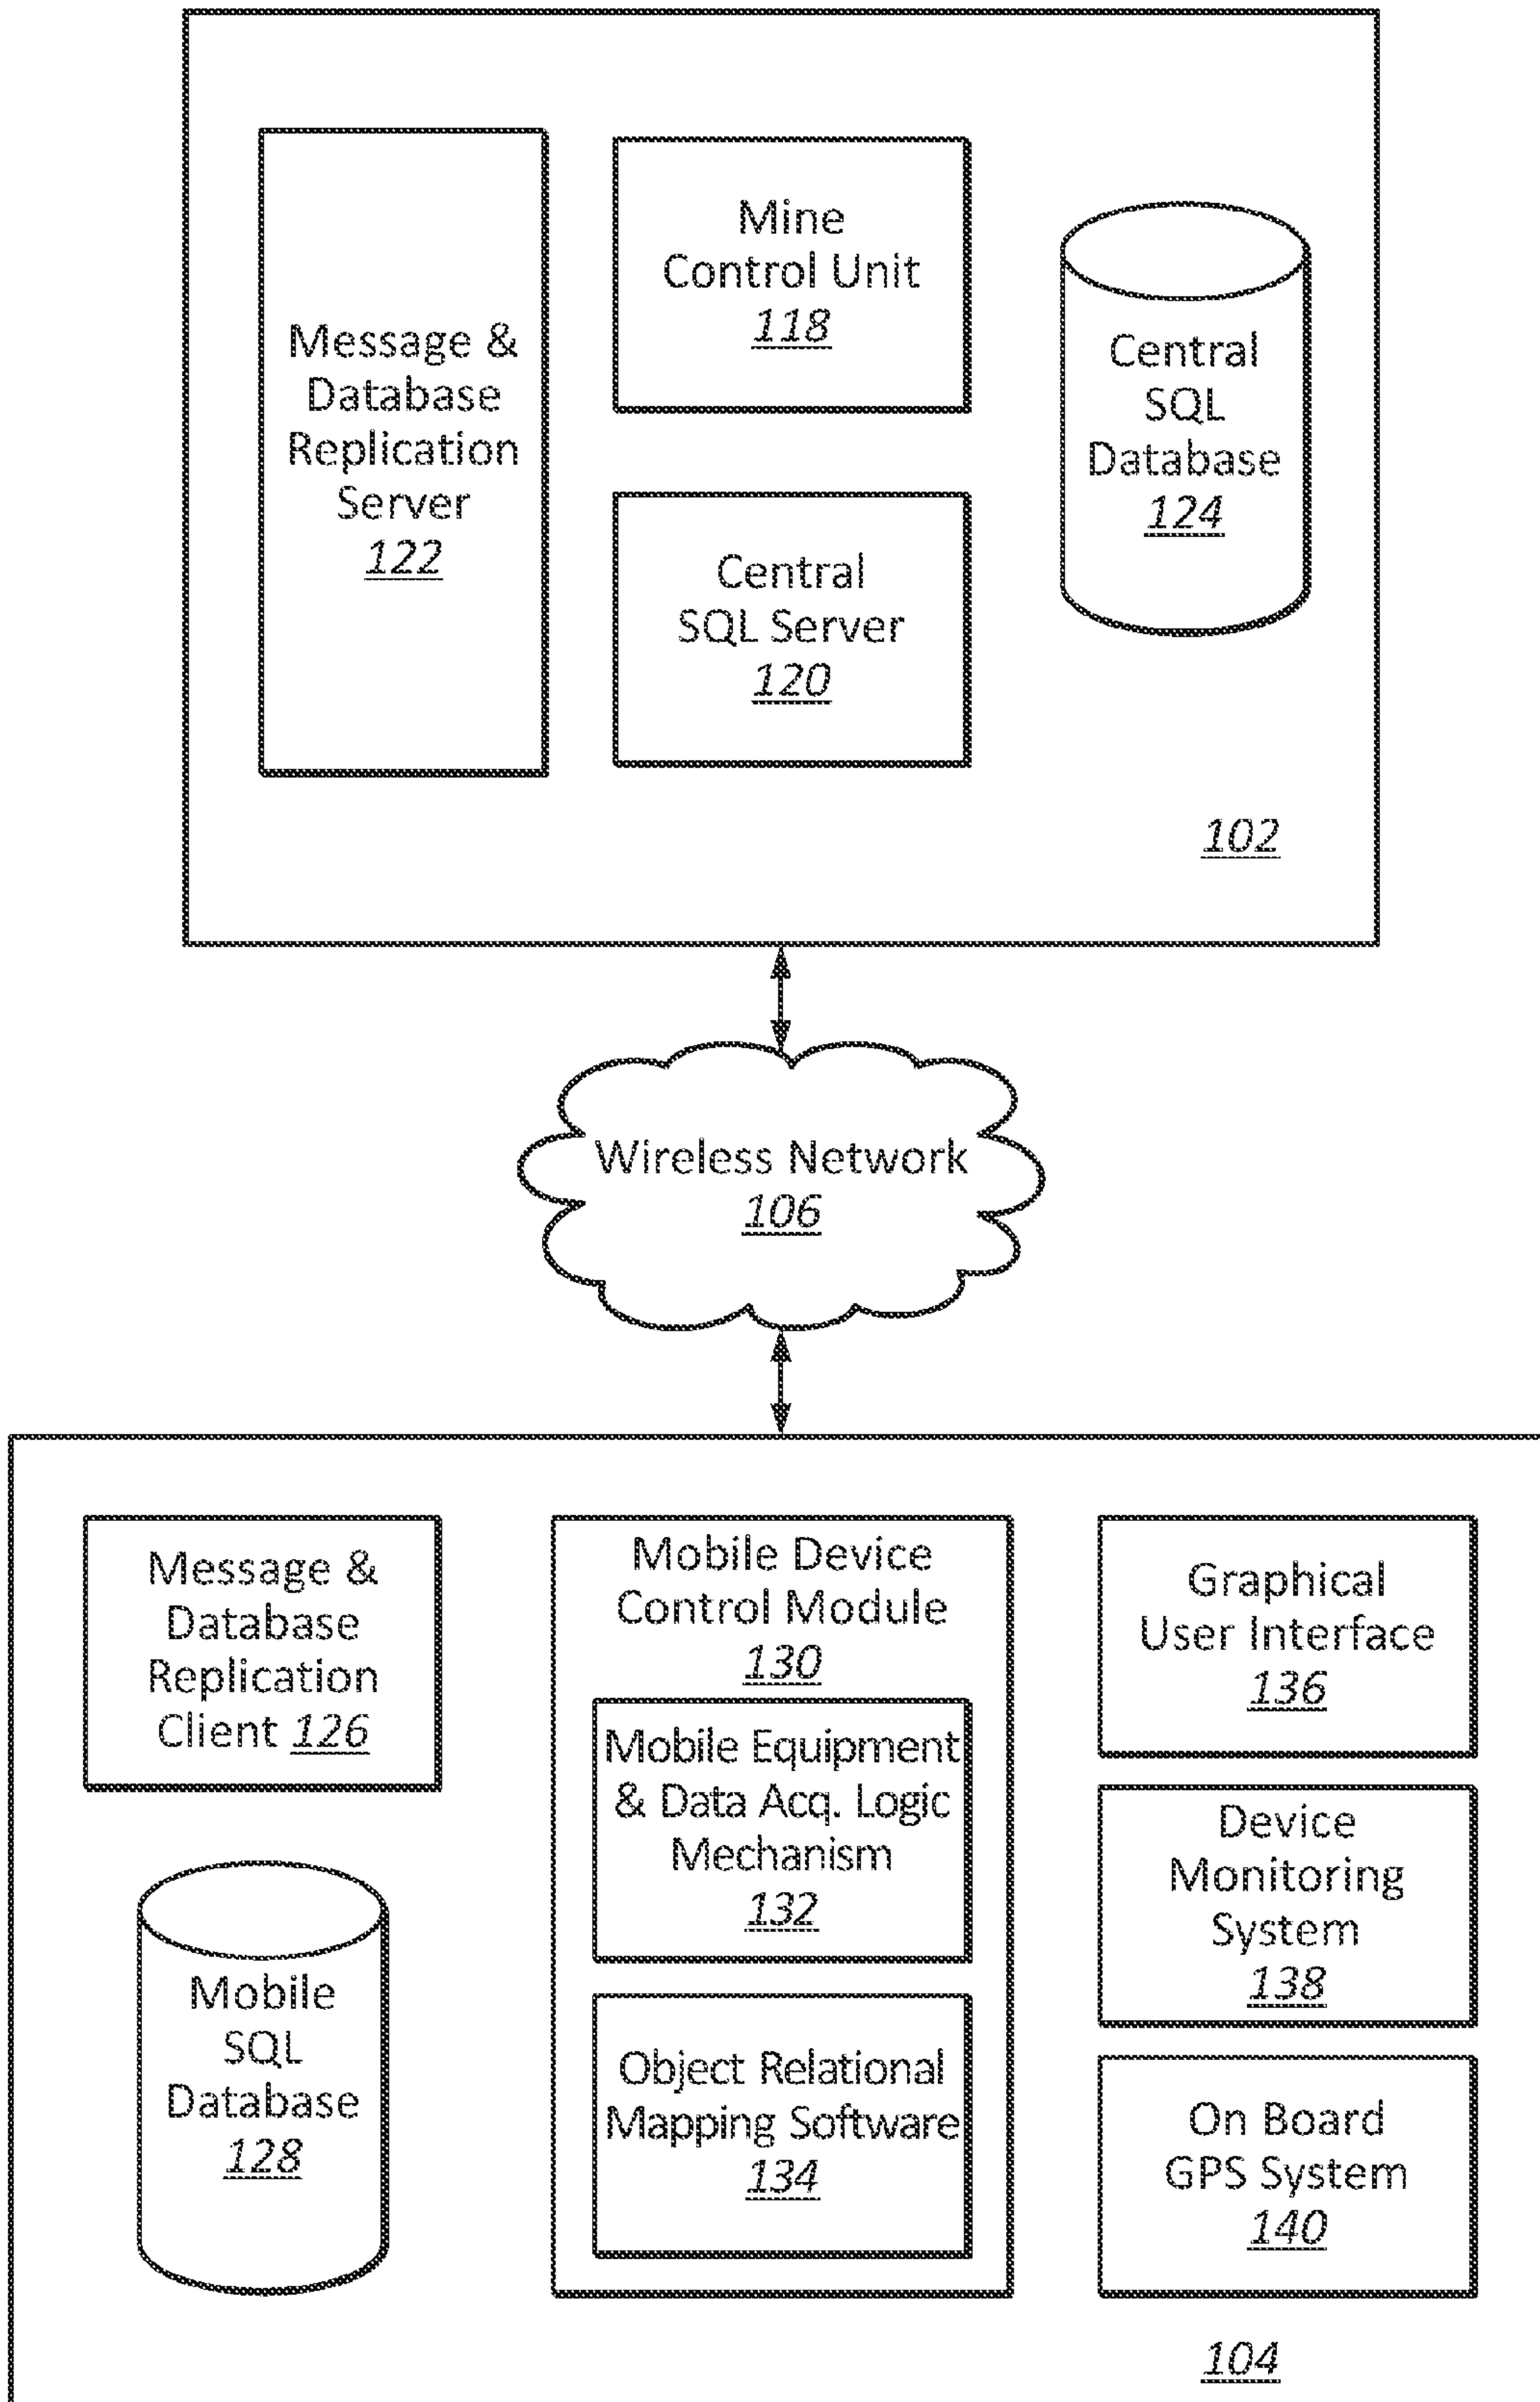 Message &
Database
Replication
Server
122
Mine
Control Unit
118
Central
SQL Server
120
Central
SQL
Database
124
102
Wireless Network
106
Message &
Database
Replication
Client 126
Mobile
SQL
Database
128
Mobile Device
Control Module
130
Mobile Equipment
& Data Acq. Logic
Mechanism
132
Object Relational
Mapping Software
134
Graphical
User Interface
136
Device
Monitoring
System
138
On Board
GPS System
140
104